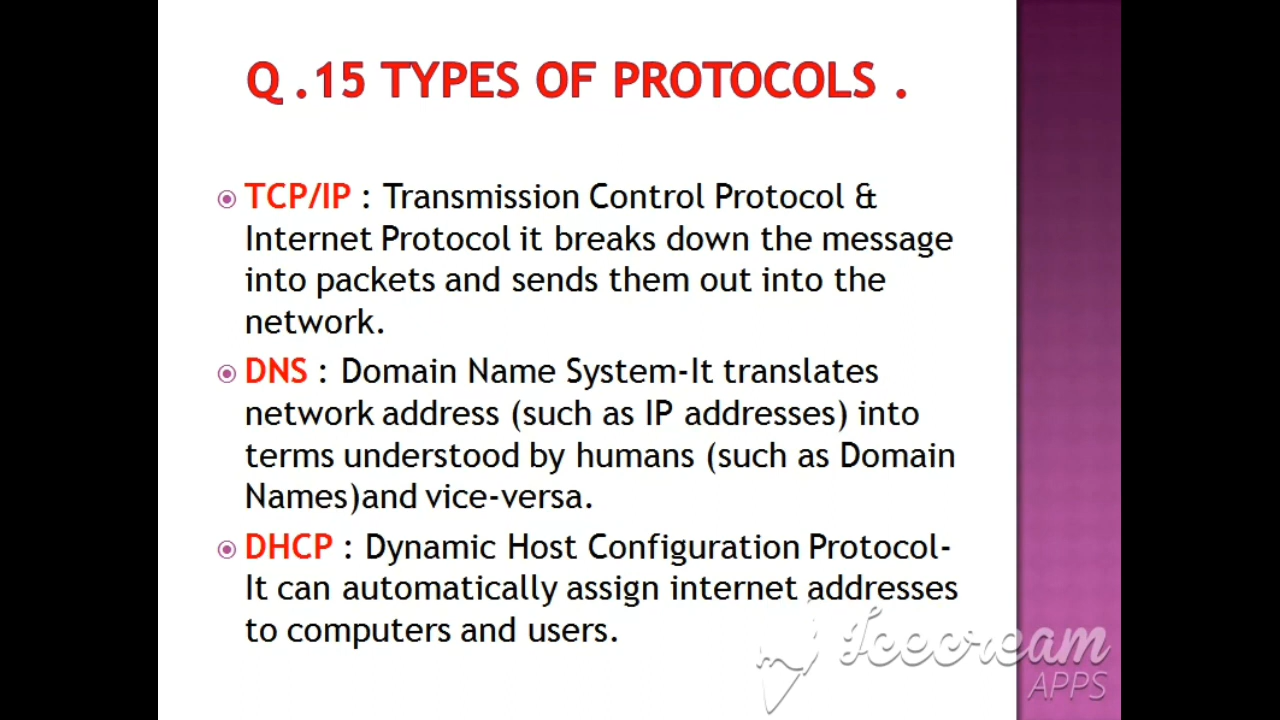 Q .15 TYPES OF PROTOCOLS .
TCP/IP : Transmission Control Protocol &
Internet Protocol it breaks down the message
into packets and sends them out into the
network.
DNS : Domain Name System-It translates
network address (such as IP addresses) into
terms understood by humans (such as Domain
Names)and vice-versa.
DHCP : Dynamic Host Configuration Protocol-
It can automatically assign internet addresses
to computers and users.
Icecream
APPS